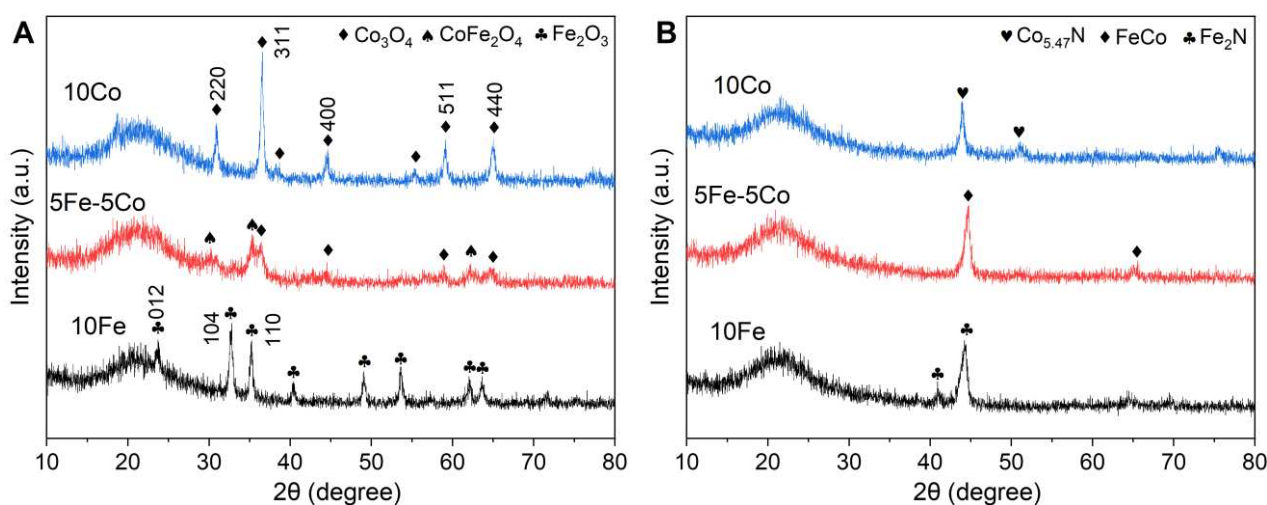 A
♦ Co₃O₄ ♠ CoFe₂O₄ ♣ Fe₂O₃
10Co
220
311
400
511
440
5Fe-5Co
10Fe
012
104
110
Intensity (a.u.)
10 20 30 40 50 60 70 80
2θ (degree)
B
♥ Co₅.₄₇N ♦ FeCo ♣ Fe₂N
10Co
5Fe-5Co
10Fe
Intensity (a.u.)
10 20 30 40 50 60 70 80
2θ (degree)